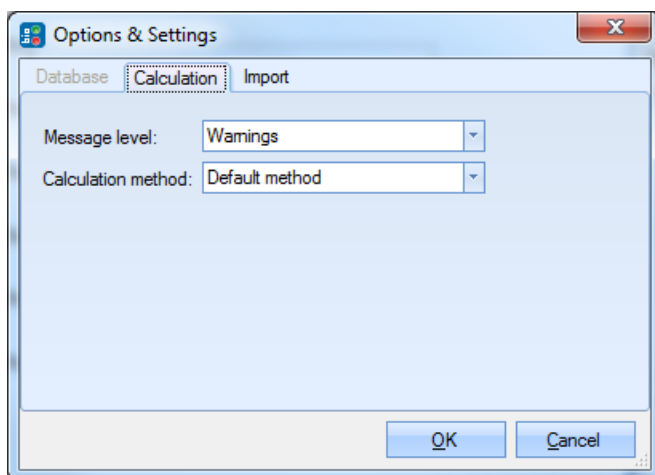 Options & Settings
Database Calculation Import
Message level: Warnings
Calculation method: Default method
OK Cancel